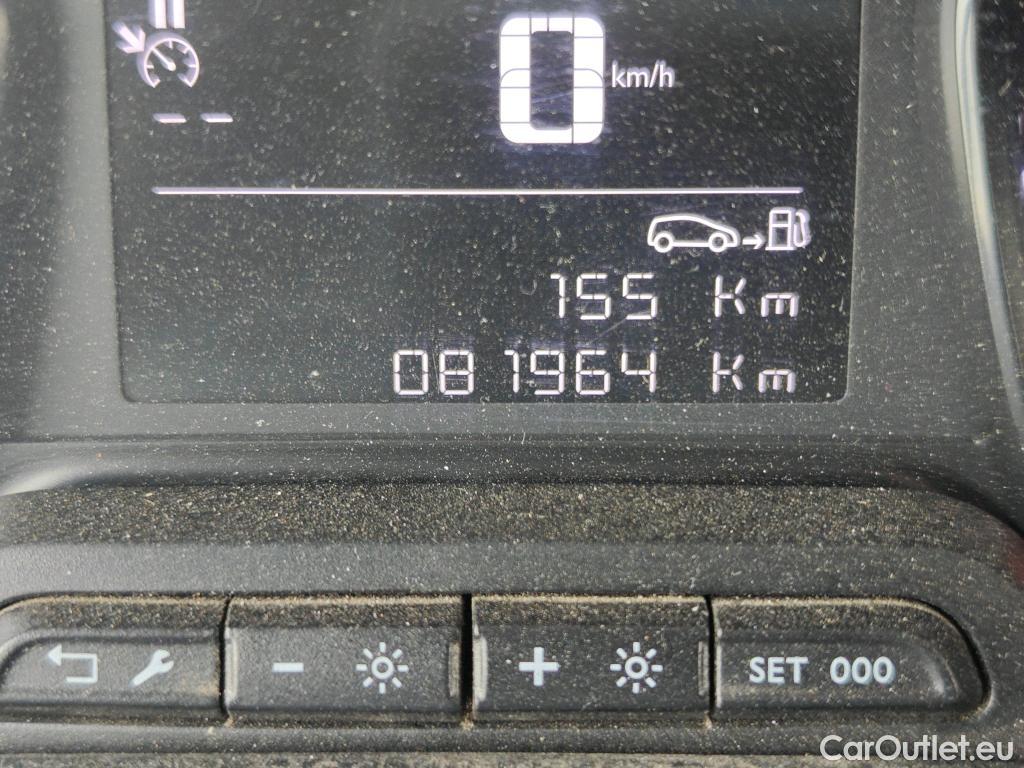 0 km/h
-- --
155 Km
081964 Km
- + SET 000
CarOutlet.eu